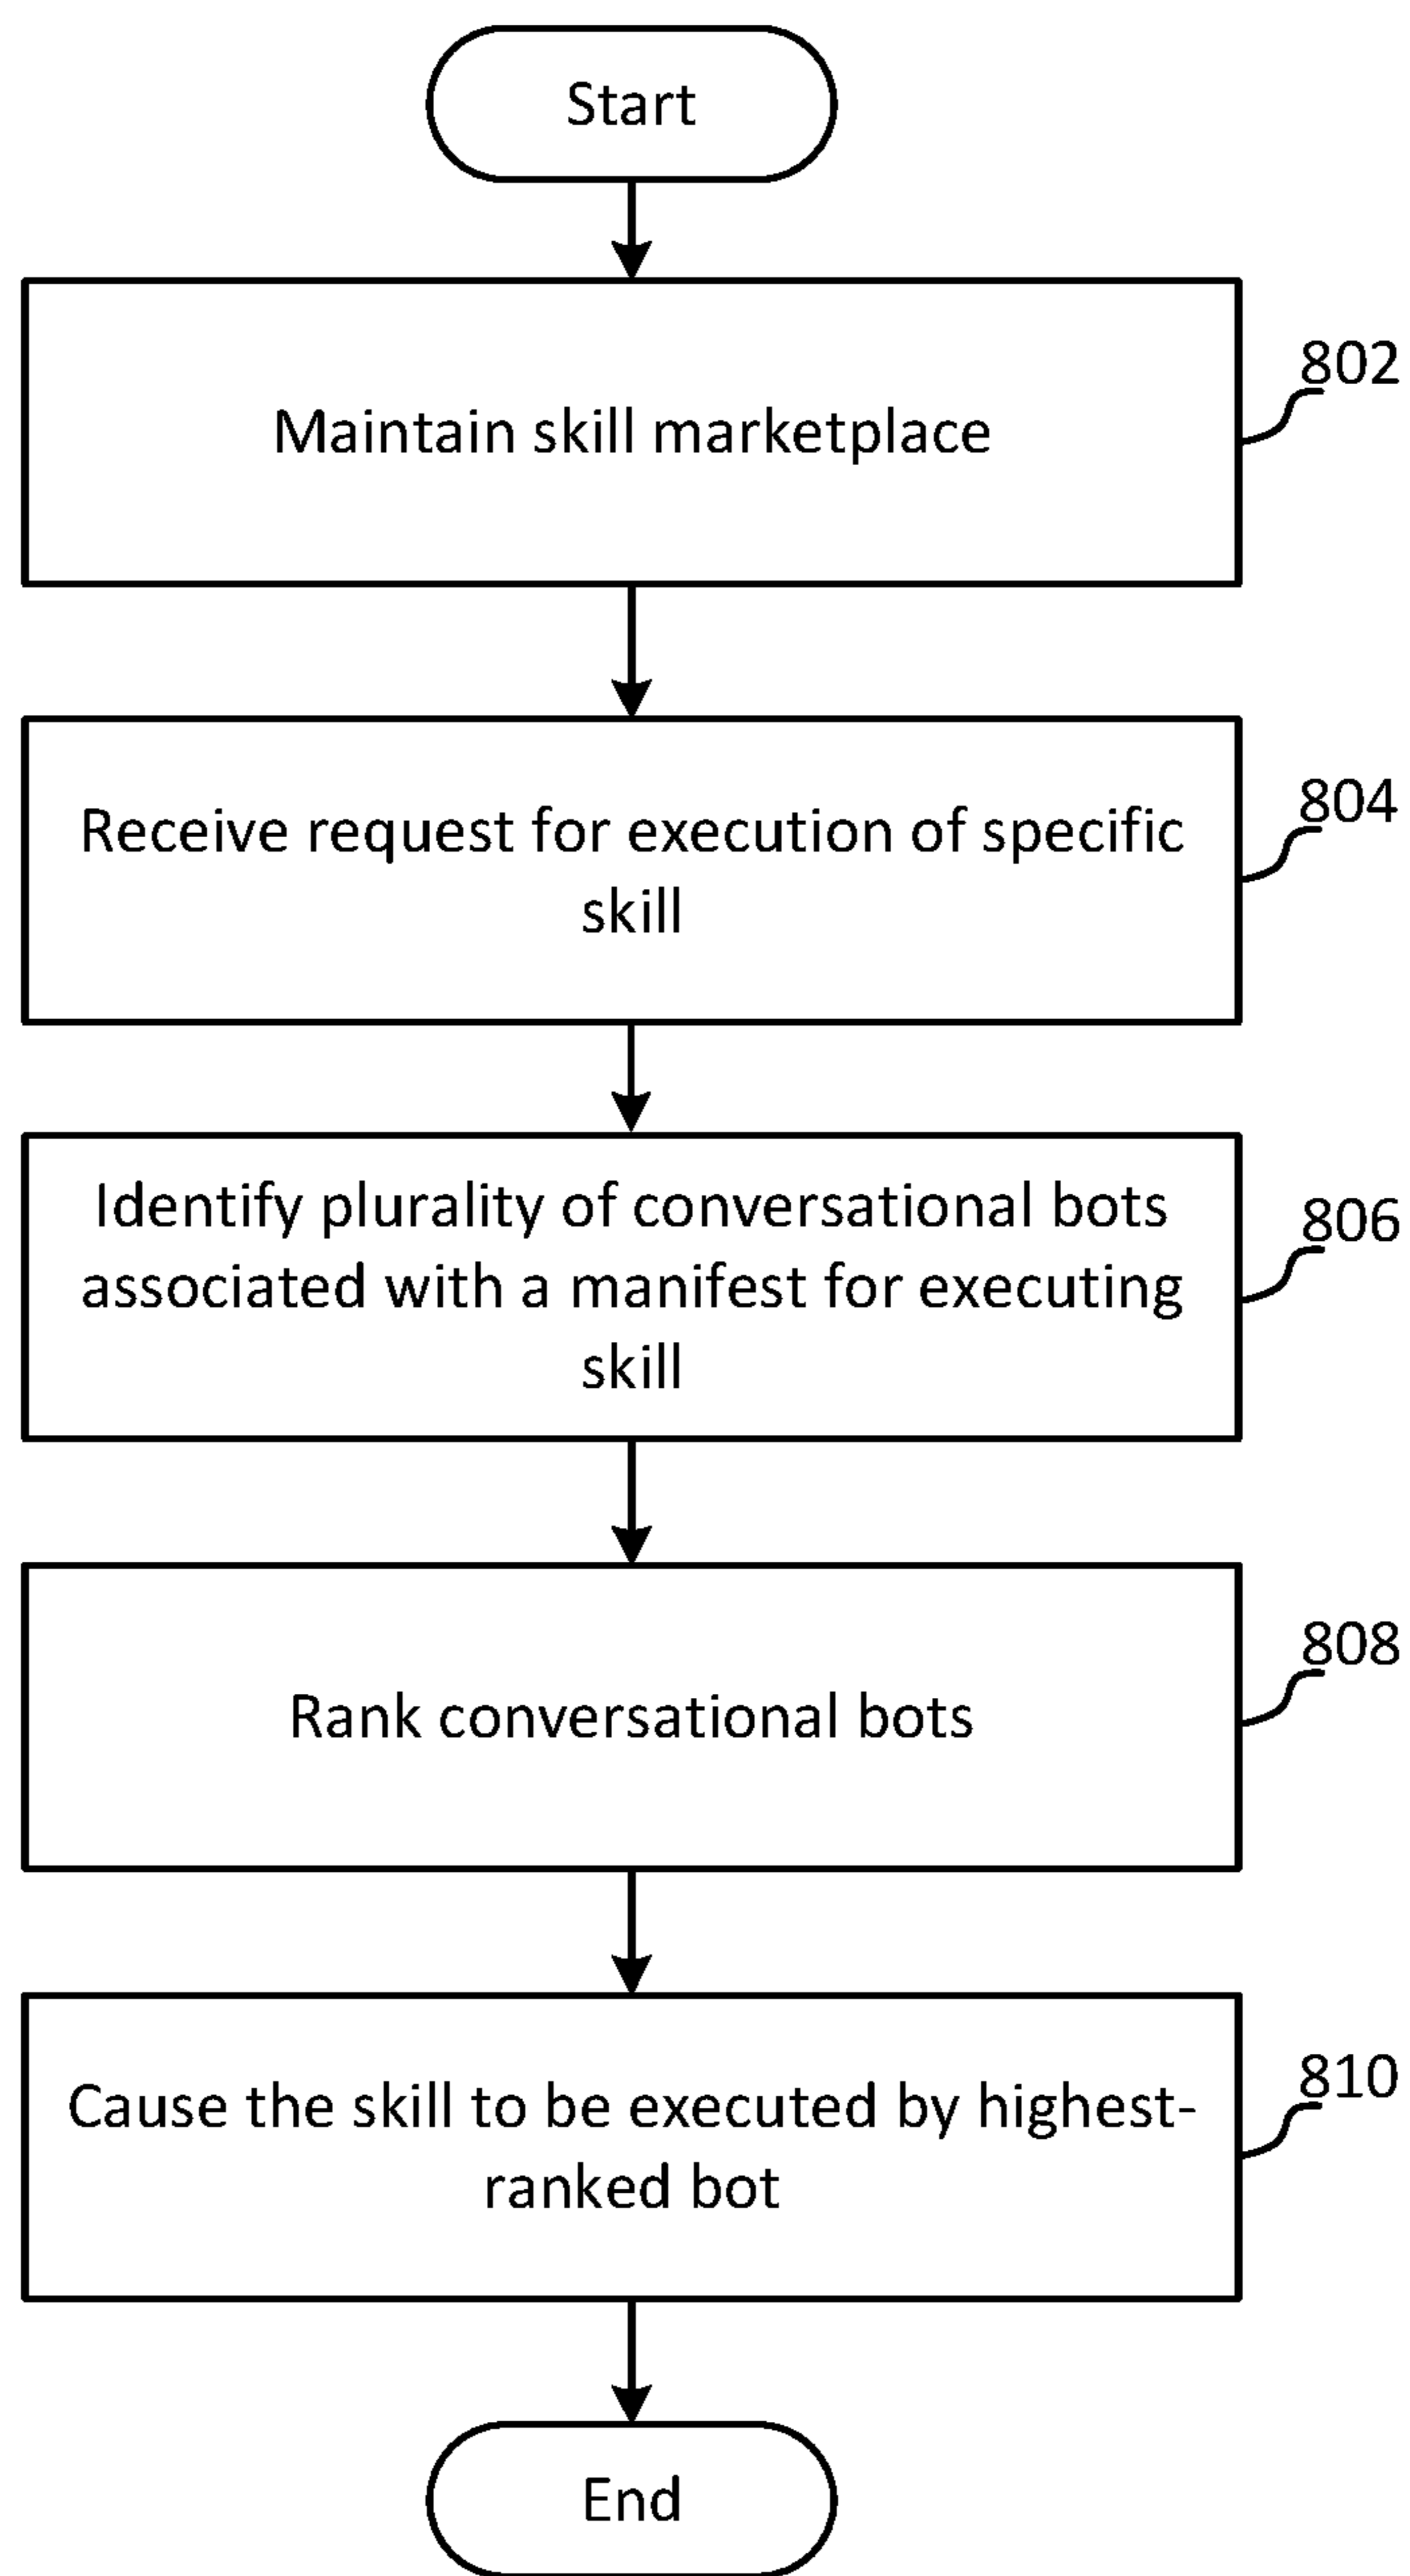 Start
Maintain skill marketplace
802
Receive request for execution of specific
skill
804
Identify plurality of conversational bots
associated with a manifest for executing
skill
806
Rank conversational bots
808
Cause the skill to be executed by highest-
ranked bot
810
End